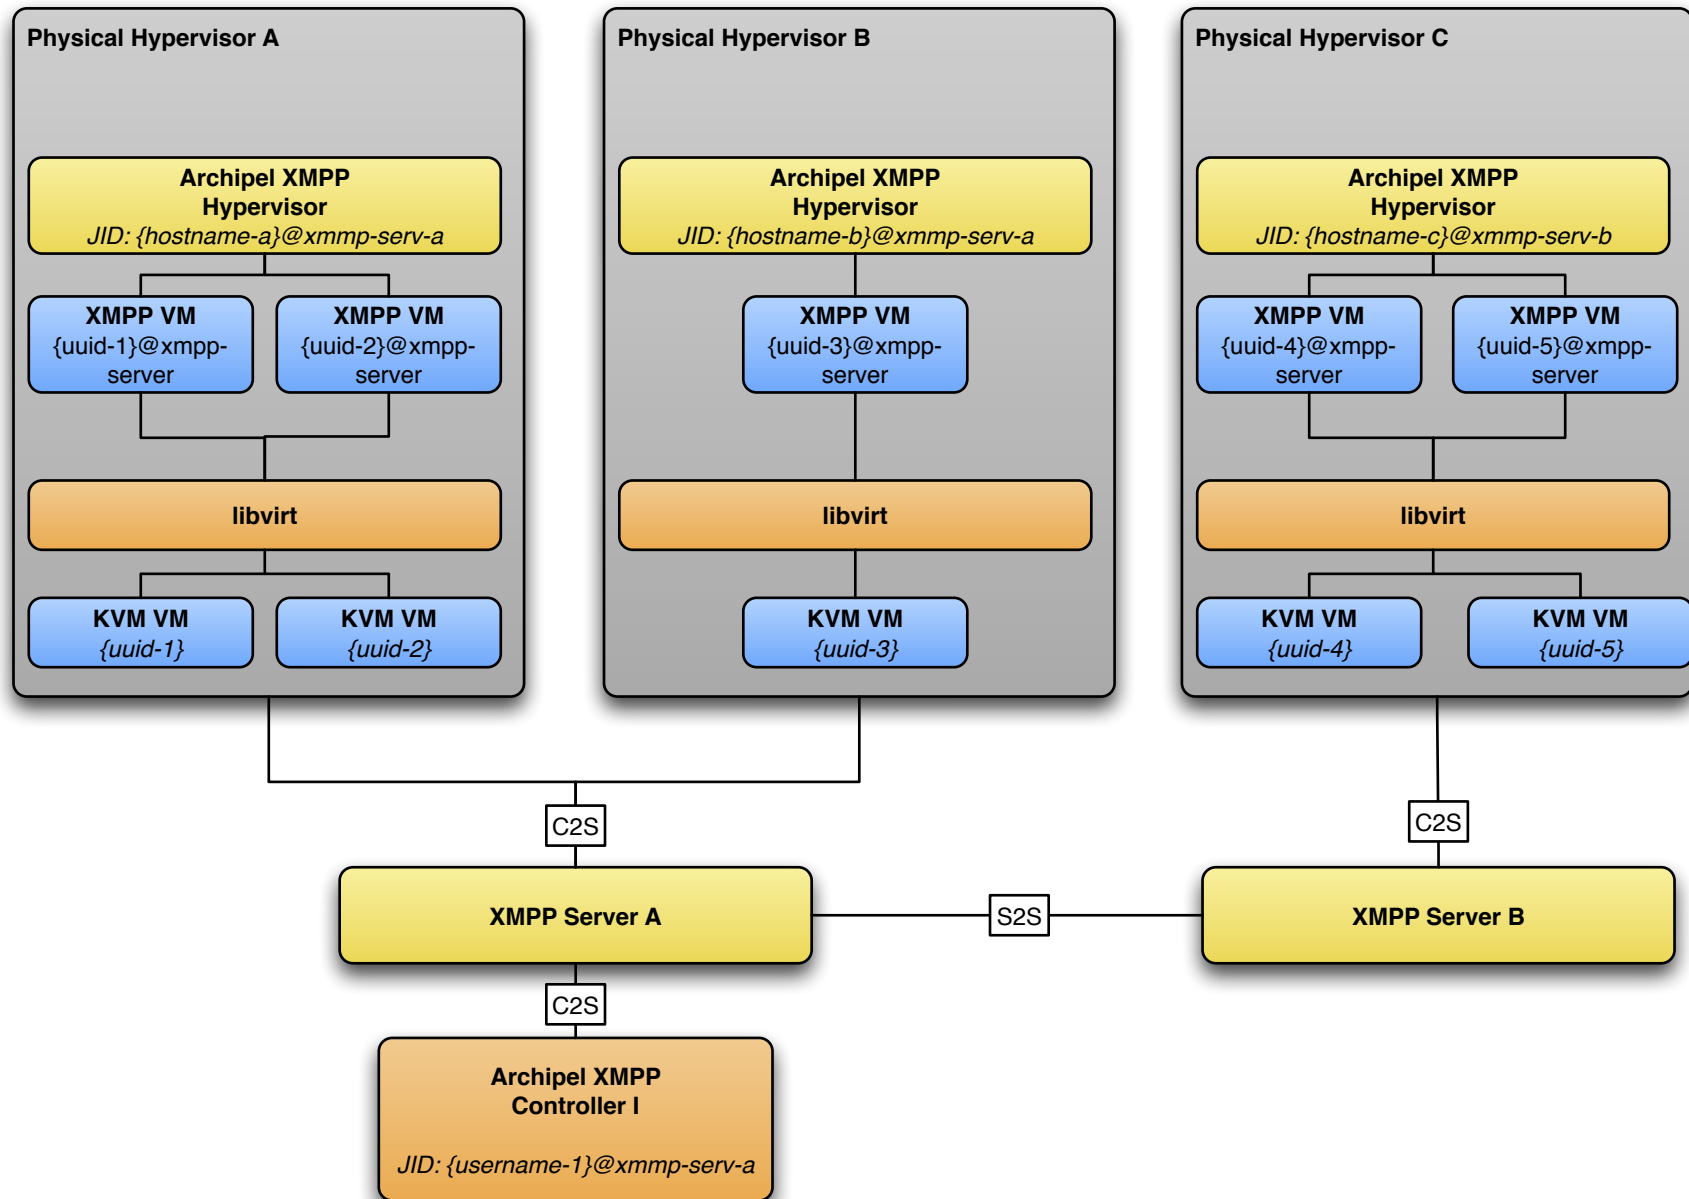 Physical Hypervisor A
Archipel XMPP
Hypervisor
JID: {hostname-a}@xmmp-serv-a
XMPP VM
{uuid-1}@xmpp-
server
XMPP VM
{uuid-2}@xmpp-
server
libvirt
KVM VM
{uuid-1}
KVM VM
{uuid-2}
Physical Hypervisor B
Archipel XMPP
Hypervisor
JID: {hostname-b}@xmmp-serv-a
XMPP VM
{uuid-3}@xmpp-
server
libvirt
KVM VM
{uuid-3}
Physical Hypervisor C
Archipel XMPP
Hypervisor
JID: {hostname-c}@xmmp-serv-b
XMPP VM
{uuid-4}@xmpp-
server
XMPP VM
{uuid-5}@xmpp-
server
libvirt
KVM VM
{uuid-4}
KVM VM
{uuid-5}
C2S
C2S
XMPP Server A
S2S
XMPP Server B
C2S
Archipel XMPP
Controller I
JID: {username-1}@xmmp-serv-a